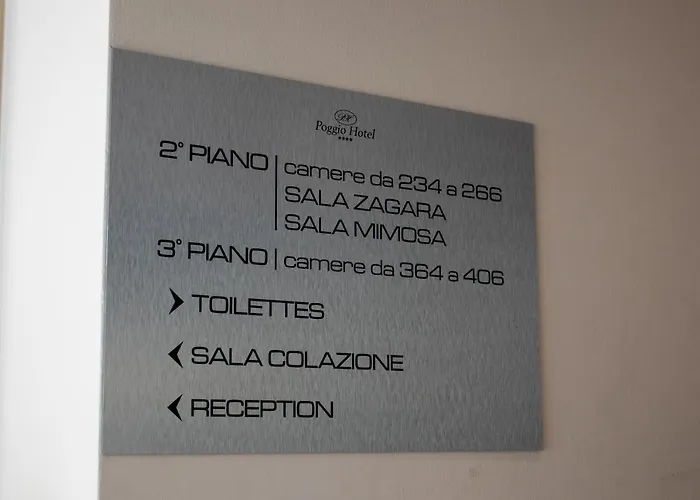 PH
Poggio Hotel
★★★★
2° PIANO | camere da 234 a 266
SALA ZAGARA
SALA MIMOSA
3° PIANO | camere da 364 a 406
TOILETTES
SALA COLAZIONE
RECEPTION